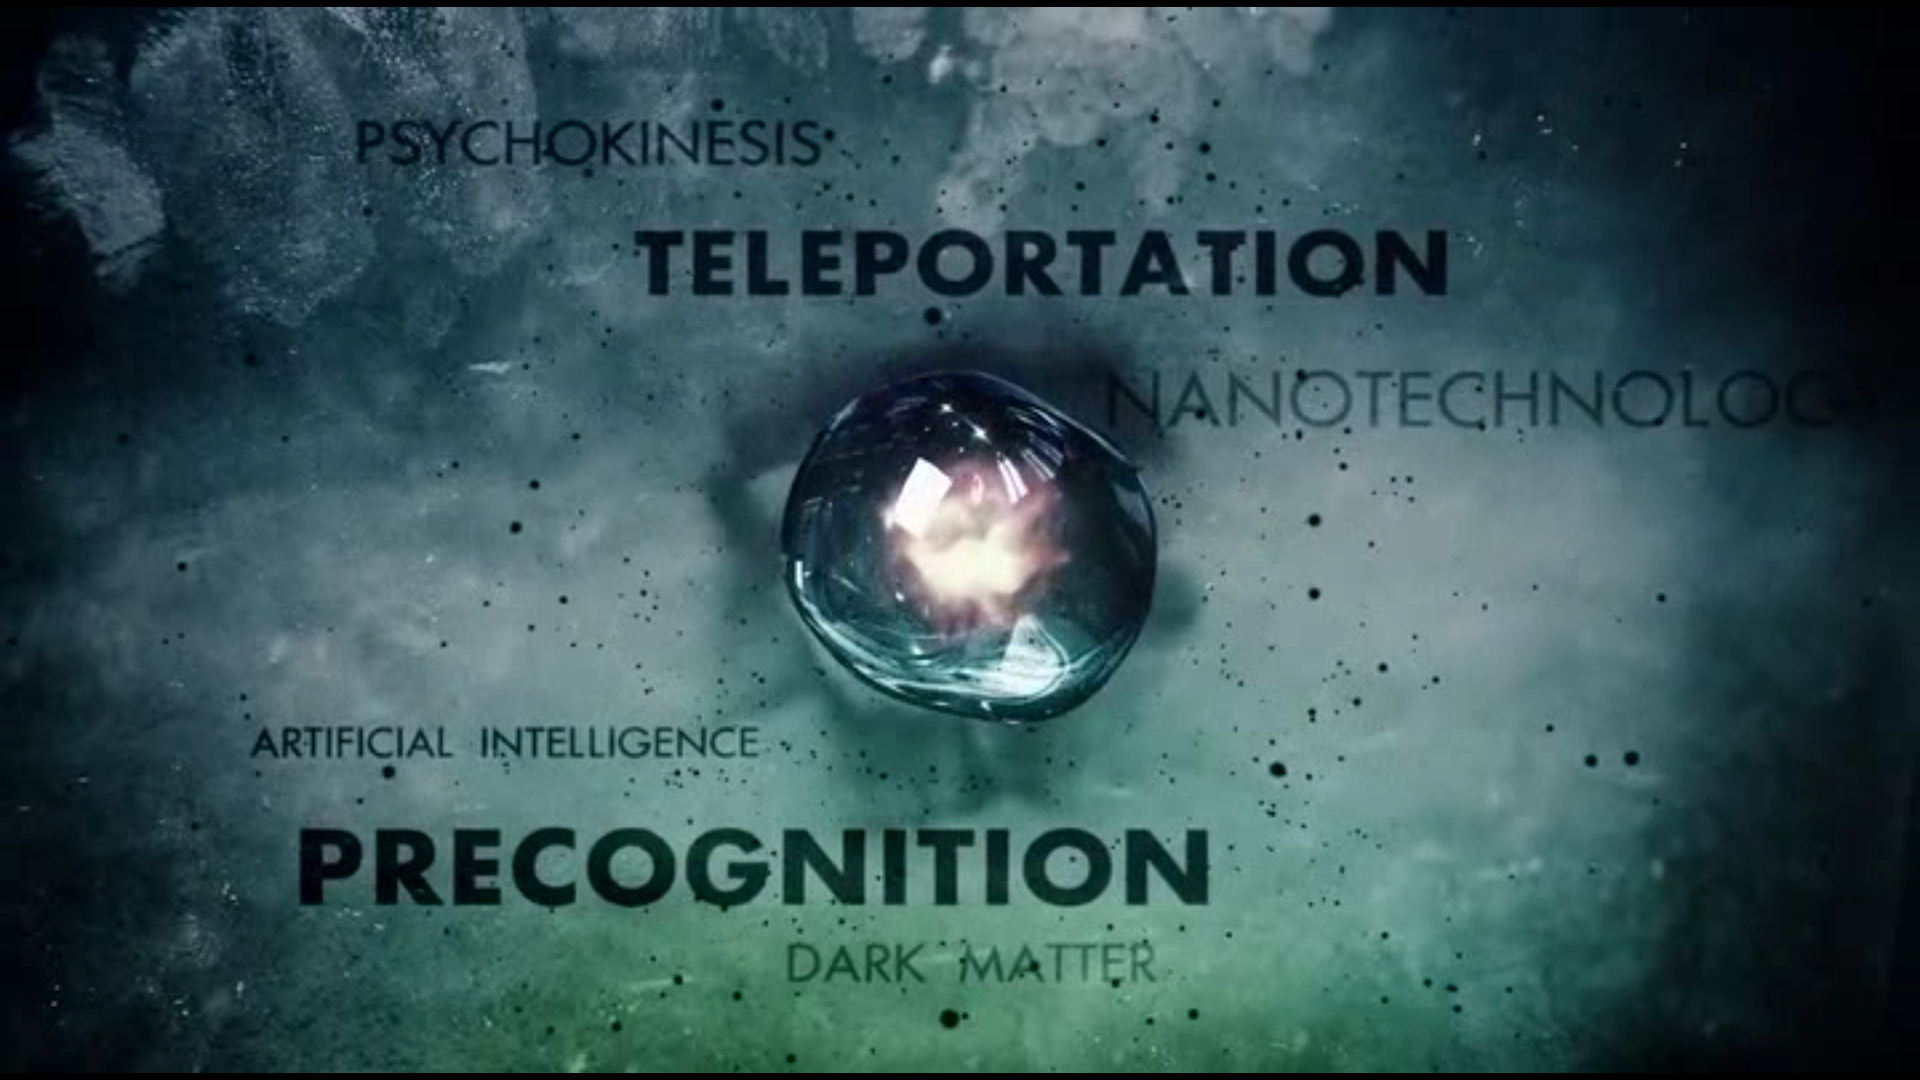 PSYCHOKINESIS
TELEPORTATION
NANOTECHNOLOG
ARTIFICIAL INTELLIGENCE
PRECOGNITION
DARK MATTER